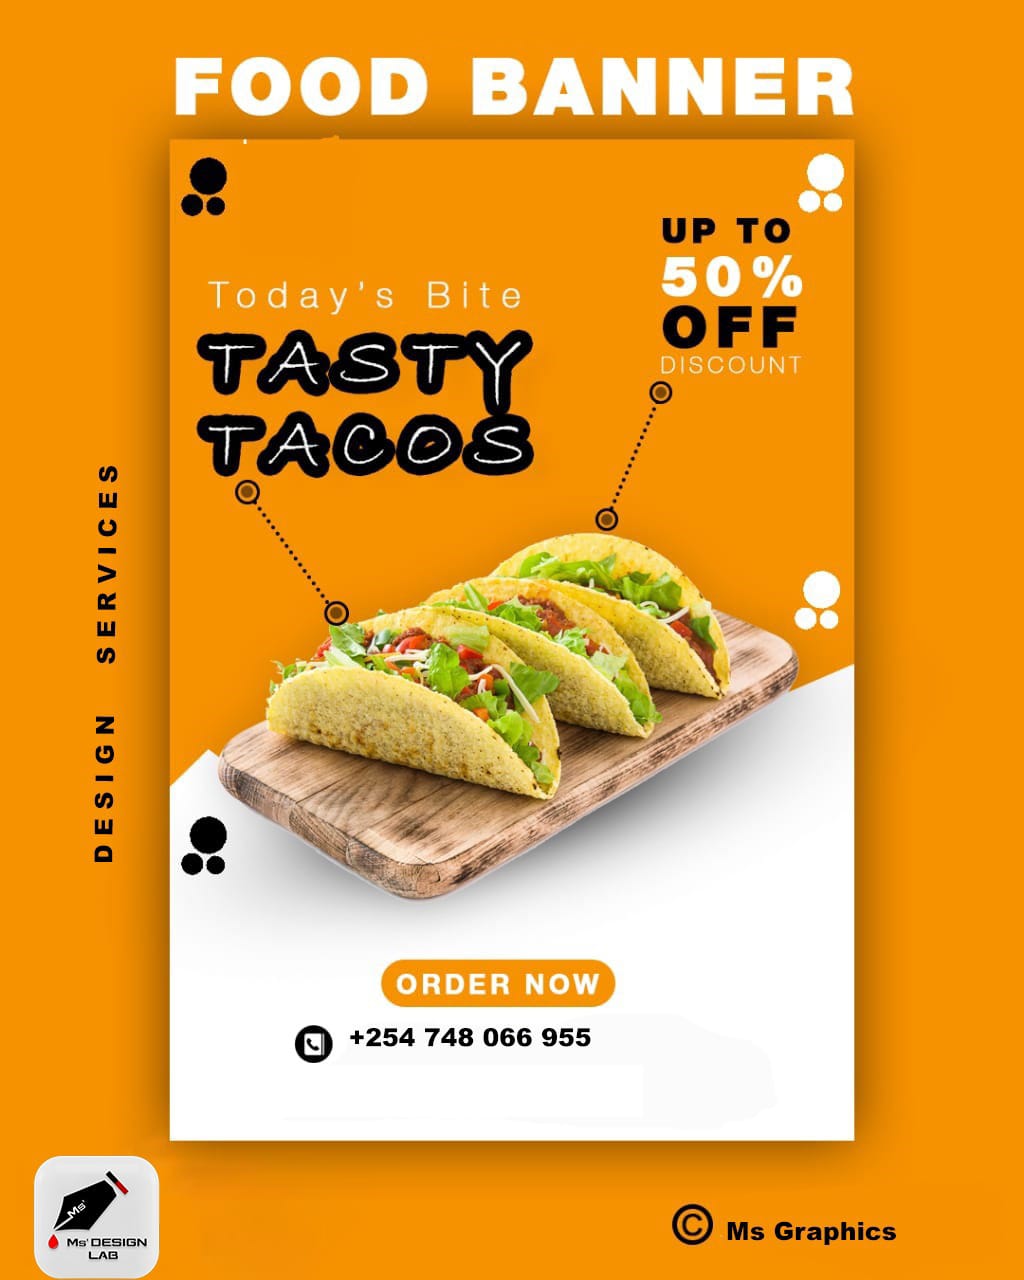 FOOD BANNER
UP TO
50%
OFF
DISCOUNT
Today's Bite
TASTY
TACOS
DESIGN SERVICES
ORDER NOW
+254 748 066 955
Ms'
Ms' DESIGN
LAB
© Ms Graphics